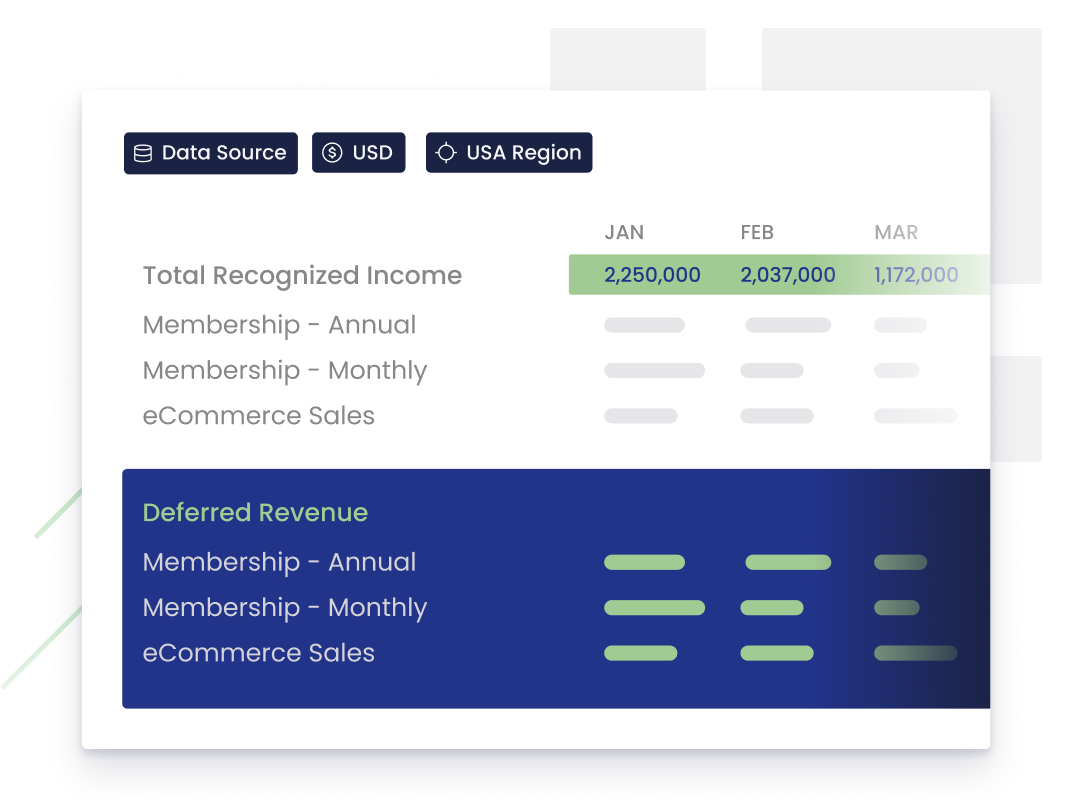 Data Source USD USA Region
JAN FEB MAR
Total Recognized Income 2,250,000 2,037,000 1,172,000
Membership - Annual
Membership - Monthly
eCommerce Sales
Deferred Revenue
Membership - Annual
Membership - Monthly
eCommerce Sales